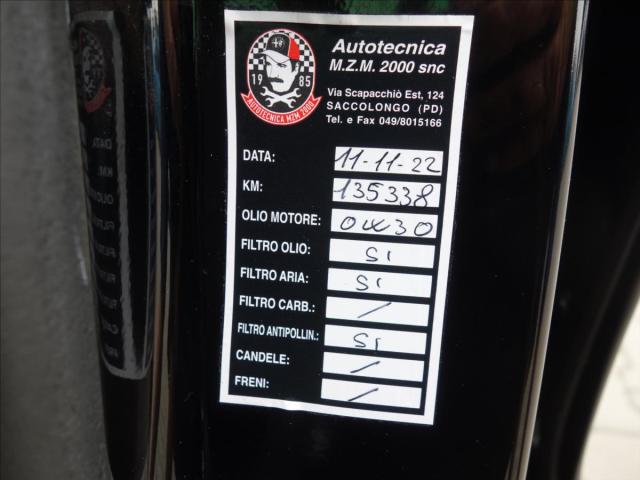 19 85
AUTOTECNICA MZM 2000
Autotecnica
M.Z.M. 2000 snc
Via Scapacchiò Est, 124
SACCOLONGO (PD)
Tel. e Fax 049/8015166
DATA: 11-11-22
KM: 135338
OLIO MOTORE: 0W30
FILTRO OLIO: SI
FILTRO ARIA: SI
FILTRO CARB.: /
FILTRO ANTIPOLLIN.: SI
CANDELE: /
FRENI: /